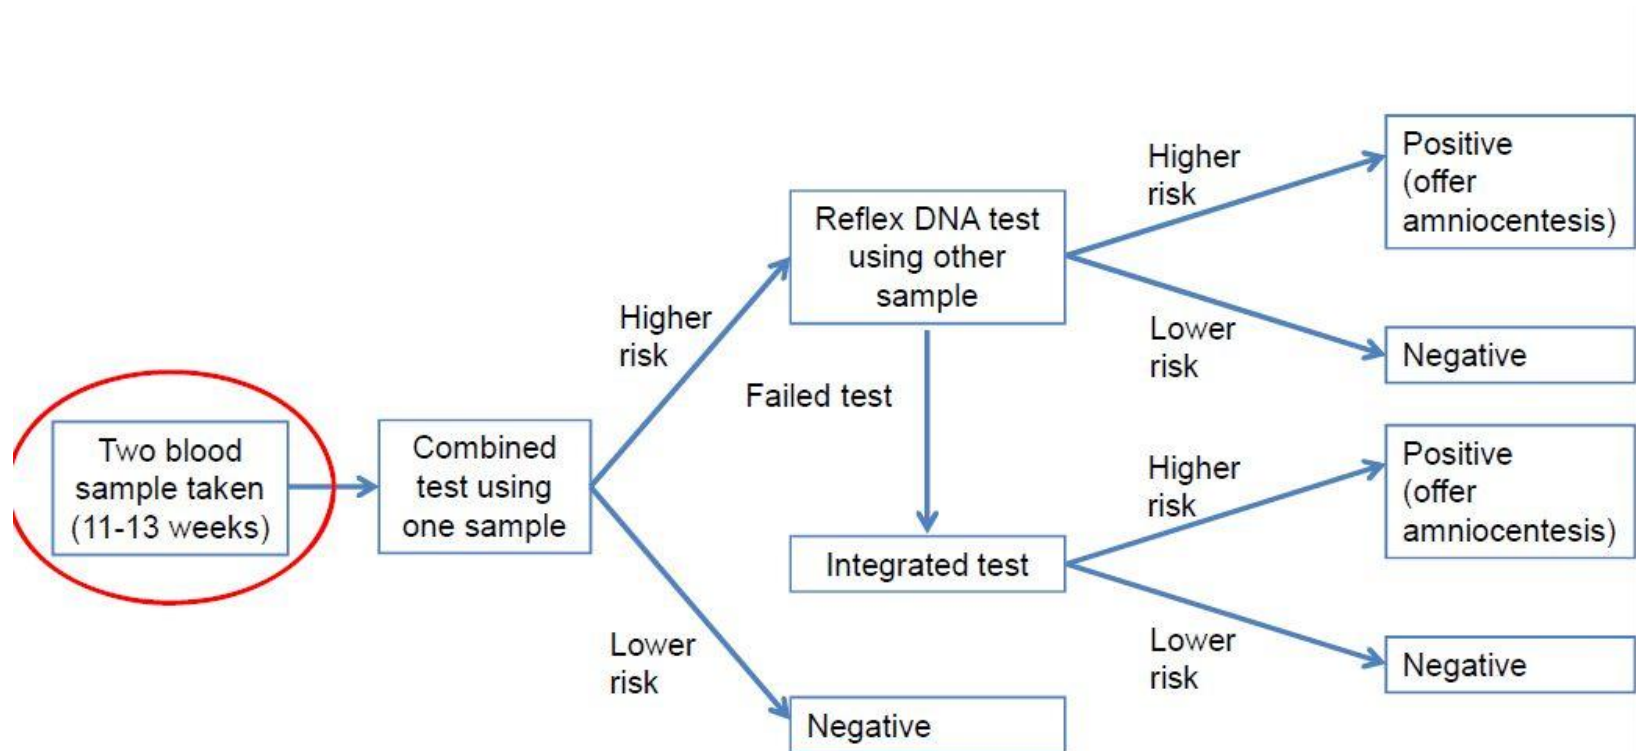 Two blood
sample taken
(11-13 weeks)
Combined
test using
one sample
Higher
risk
Lower
risk
Reflex DNA test
using other
sample
Failed test
Integrated test
Negative
Higher
risk
Positive
(offer
amniocentesis)
Lower
risk
Negative
Higher
risk
Positive
(offer
amniocentesis)
Lower
risk
Negative